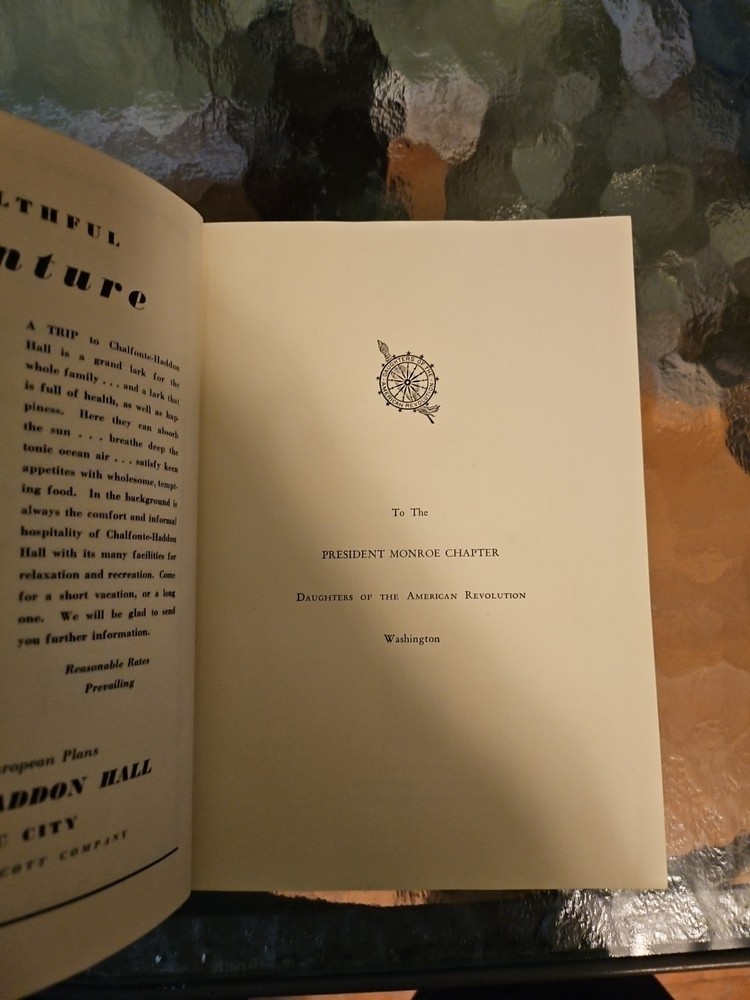 A TRIP to Chalfonte-Haddon
Hall is a grand lark for the
whole family . . . and a lark that
is full of health, as well as hap-
piness. Here they can absorb
the sun . . . breathe deep the
tonic ocean air . . . satisfy keen
appetites with wholesome, tempt-
ing food. In the background is
always the comfort and informal
hospitality of Chalfonte-Haddon
Hall with its many facilities for
relaxation and recreation. Come
for a short vacation, or a long
one. We will be glad to send
you further information.
Reasonable Rates
Prevailing
Plans
HALL
CITY
COMPANY
DAUGHTERS OF THE
AMERICAN REVOLUTION
To The
PRESIDENT MONROE CHAPTER
DAUGHTERS OF THE AMERICAN REVOLUTION
Washington